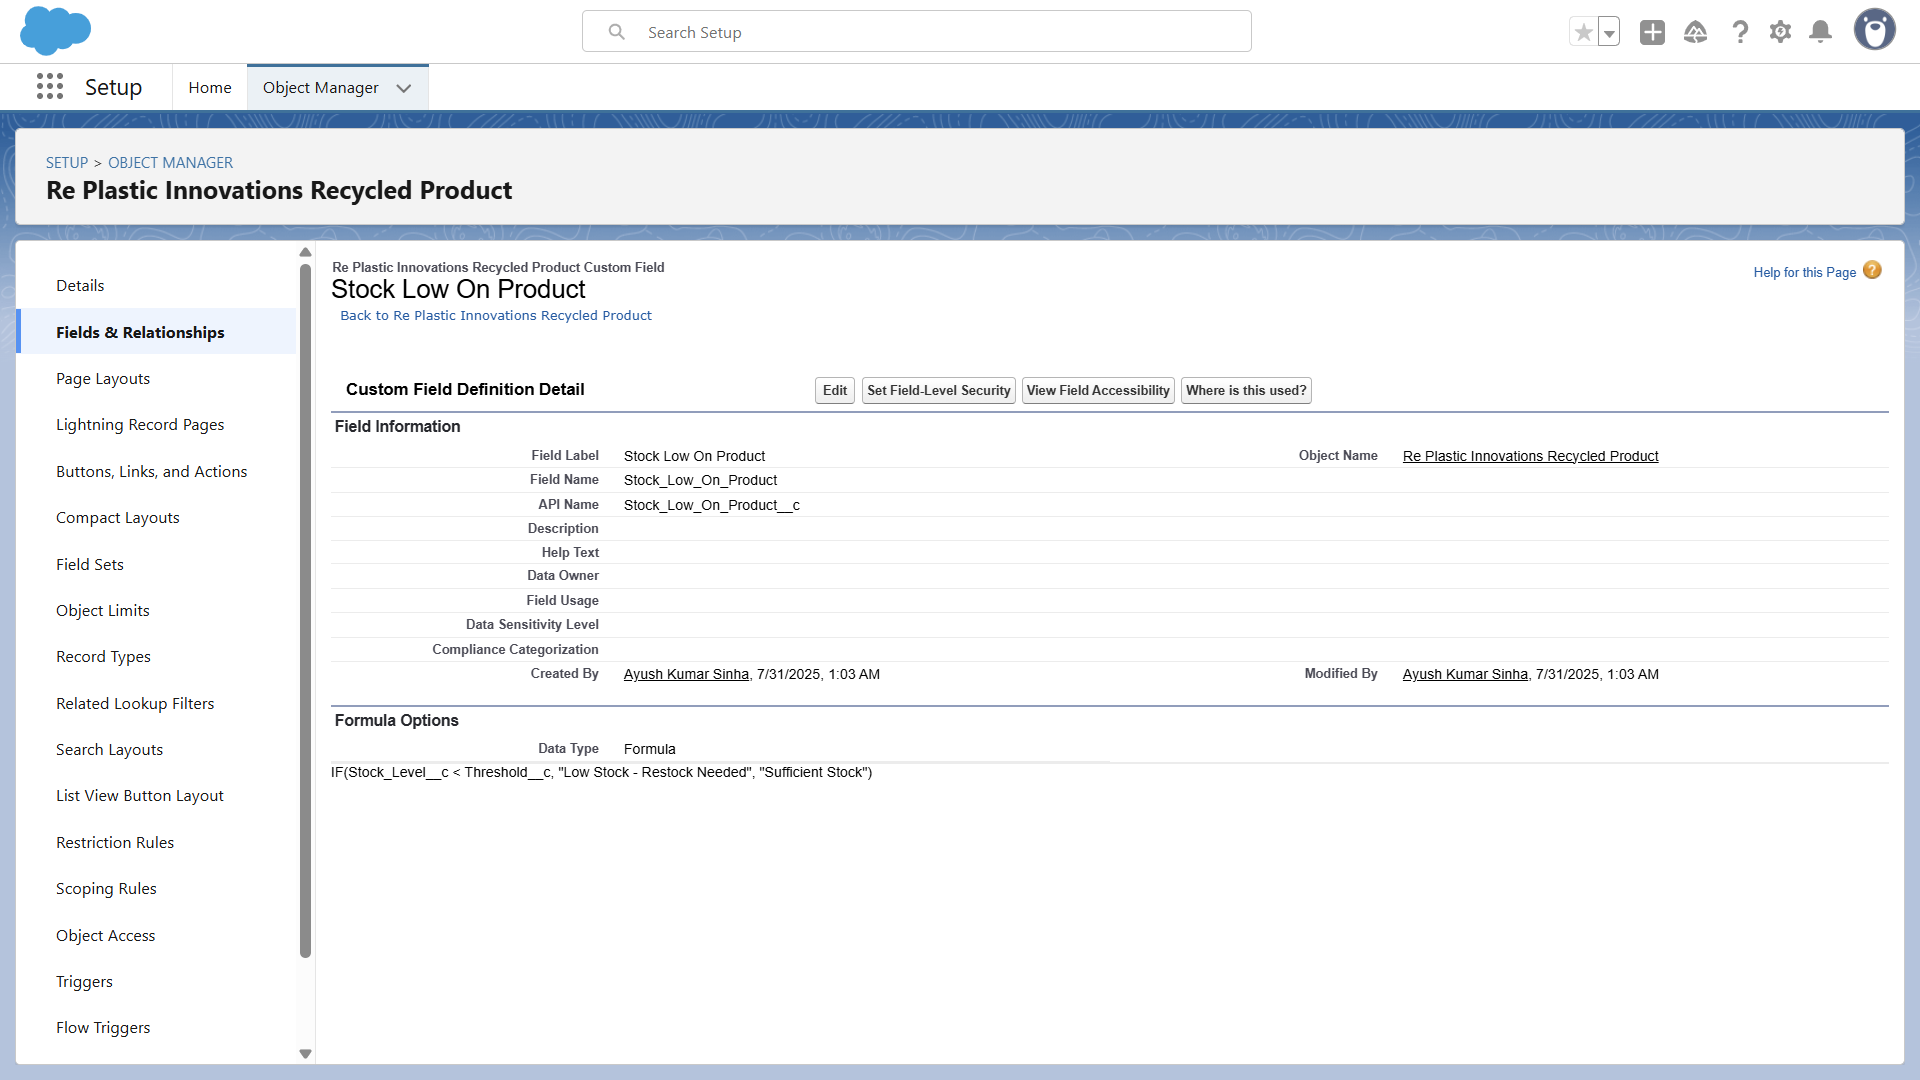 Search Setup
Setup
Home
Object Manager
SETUP > OBJECT MANAGER
Re Plastic Innovations Recycled Product
Details
Fields & Relationships
Page Layouts
Lightning Record Pages
Buttons, Links, and Actions
Compact Layouts
Field Sets
Object Limits
Record Types
Related Lookup Filters
Search Layouts
List View Button Layout
Restriction Rules
Scoping Rules
Object Access
Triggers
Flow Triggers
Re Plastic Innovations Recycled Product Custom Field
Stock Low On Product
Back to Re Plastic Innovations Recycled Product
Help for this Page ?
Custom Field Definition Detail
Edit
Set Field-Level Security
View Field Accessibility
Where is this used?
Field Information
Field Label Stock Low On Product Object Name Re Plastic Innovations Recycled Product
Field Name Stock_Low_On_Product
API Name Stock_Low_On_Product__c
Description
Help Text
Data Owner
Field Usage
Data Sensitivity Level
Compliance Categorization
Created By Ayush Kumar Sinha, 7/31/2025, 1:03 AM Modified By Ayush Kumar Sinha, 7/31/2025, 1:03 AM
Formula Options
Data Type Formula
IF(Stock_Level__c < Threshold__c, "Low Stock - Restock Needed", "Sufficient Stock")